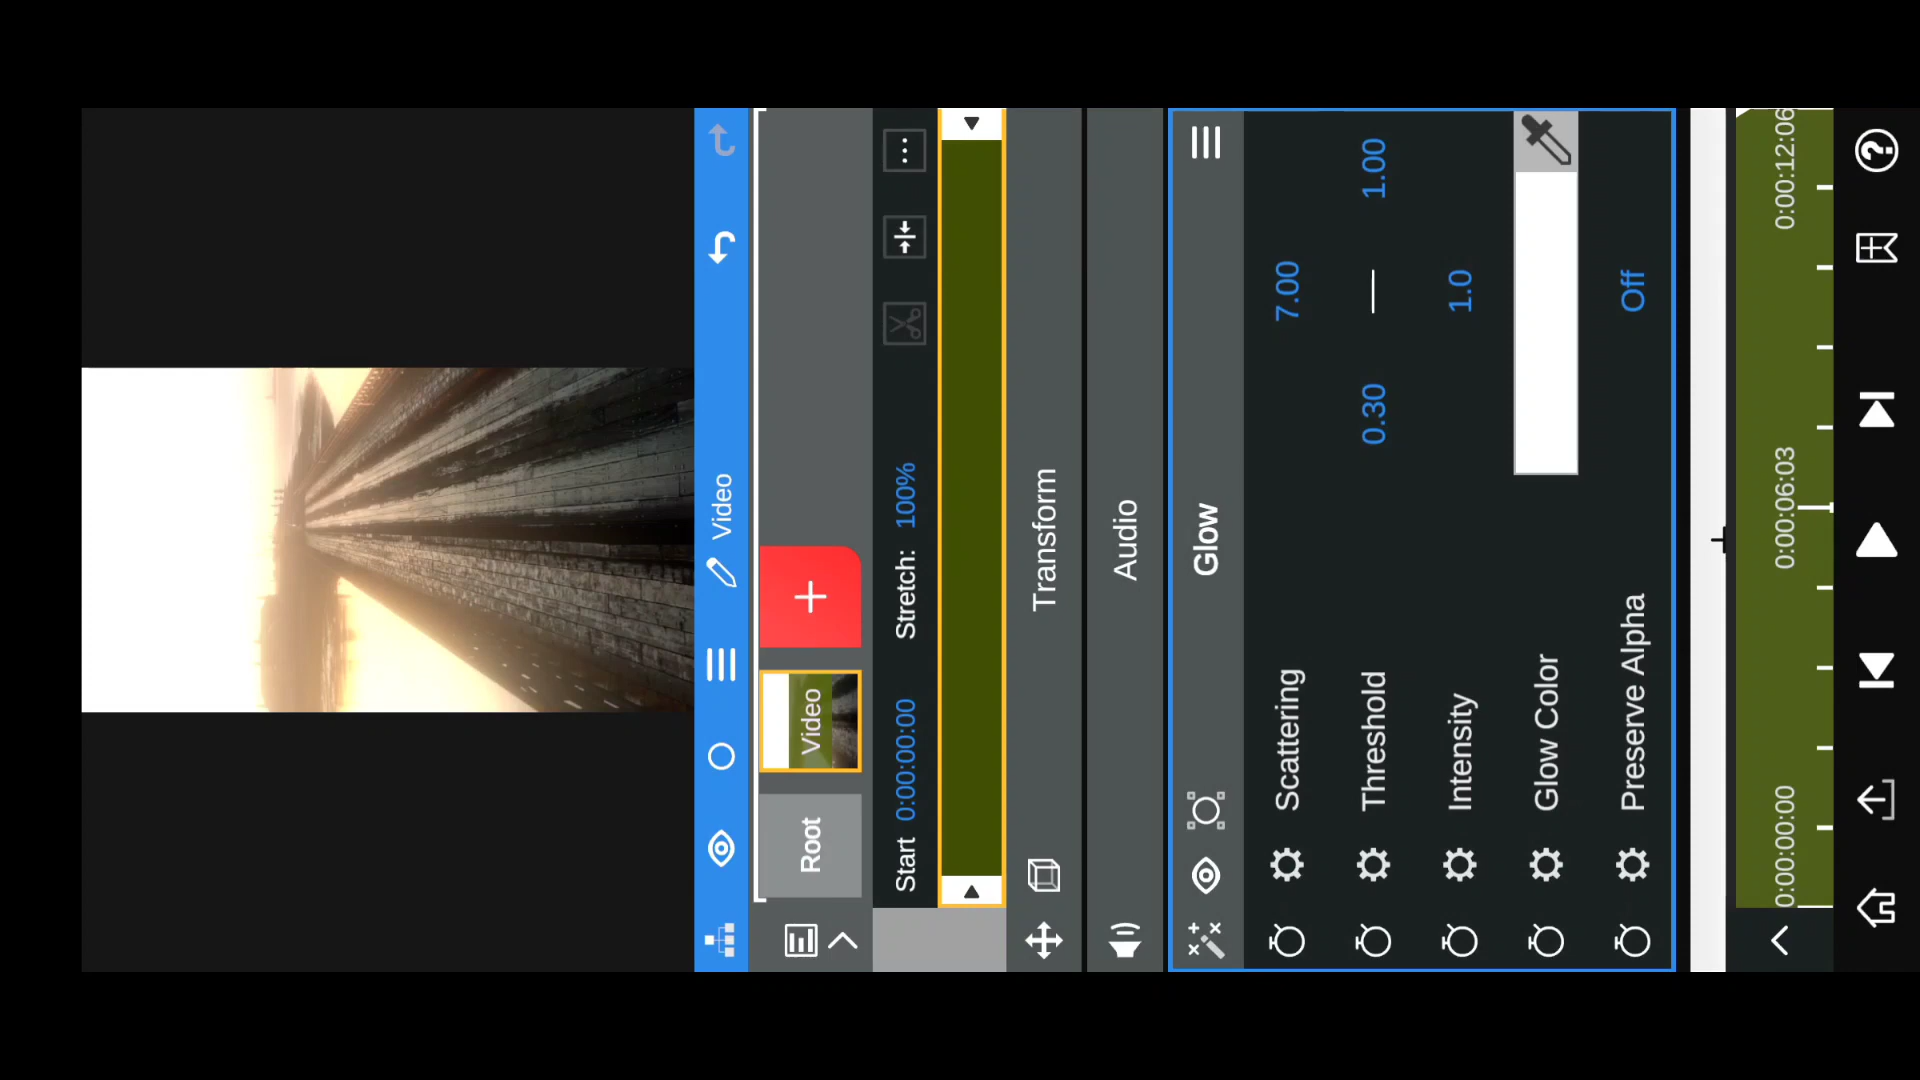 Video
Root
Video
Start 0:00:00:00 Stretch: 100%
Transform
Audio
Glow
Scattering 7.00
Threshold 0.30 — 1.00
Intensity 1.0
Glow Color
Preserve Alpha Off
0:00:00:00 0:00:06:03 0:00:12:06